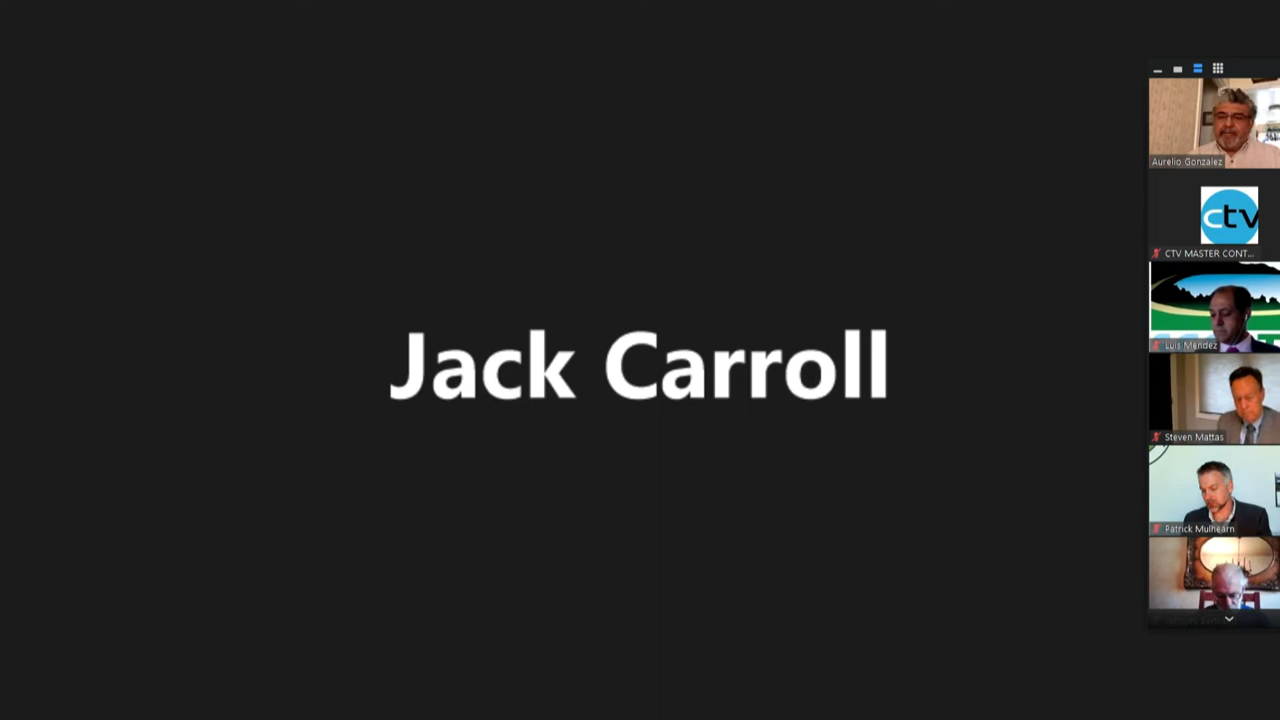 Jack Carroll
Aurelio Gonzalez
ctv
CTV MASTER CONT...
Luis Mendez
Steven Mattas
Patrick Mulhearn